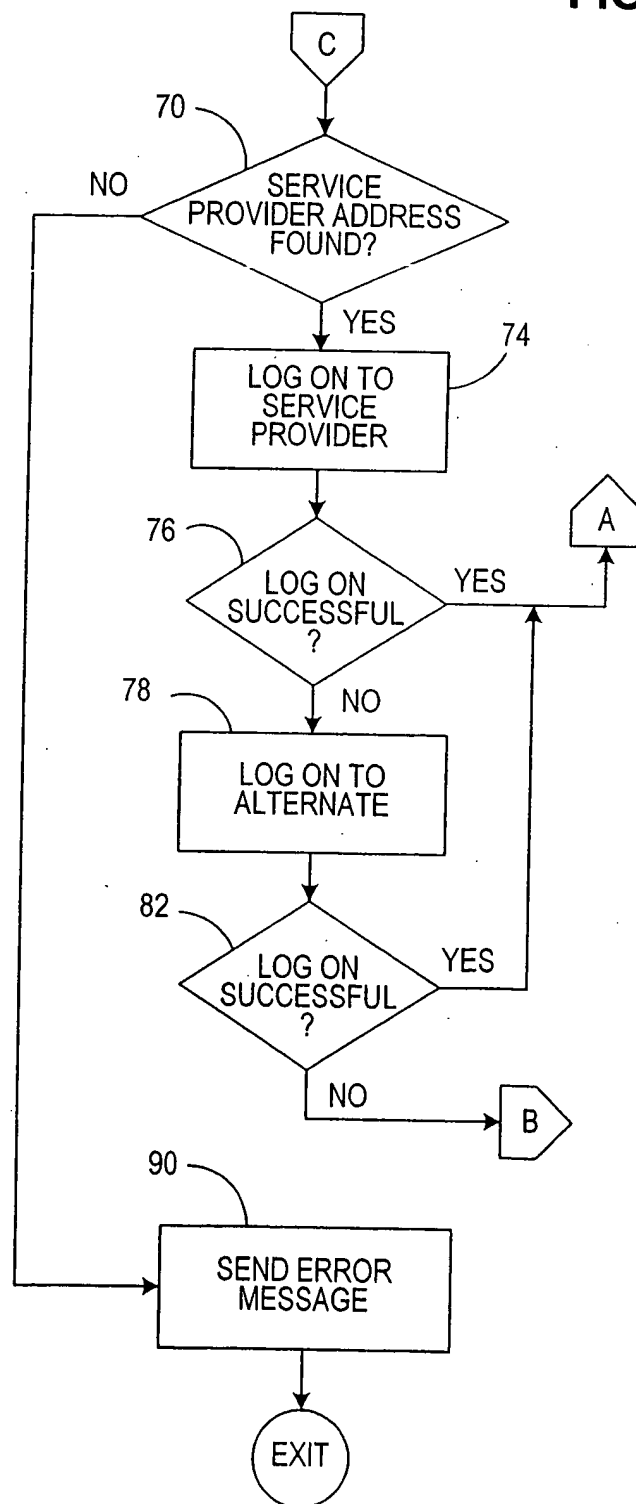 C
70
NO
SERVICE
PROVIDER ADDRESS
FOUND?
YES
74
LOG ON TO
SERVICE
PROVIDER
A
76
LOG ON
SUCCESSFUL
?
YES
NO
78
LOG ON TO
ALTERNATE
82
LOG ON
SUCCESSFUL
?
YES
NO
B
90
SEND ERROR
MESSAGE
EXIT